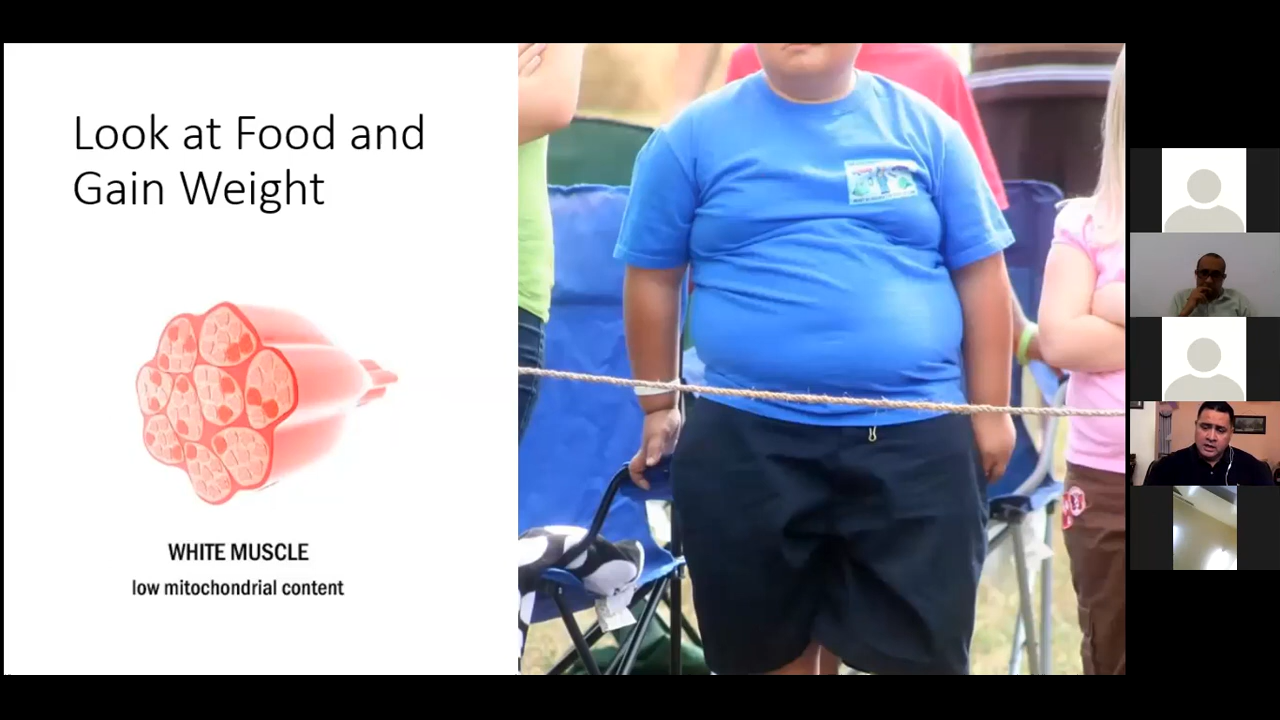 Look at Food and
Gain Weight
WHITE MUSCLE
low mitochondrial content